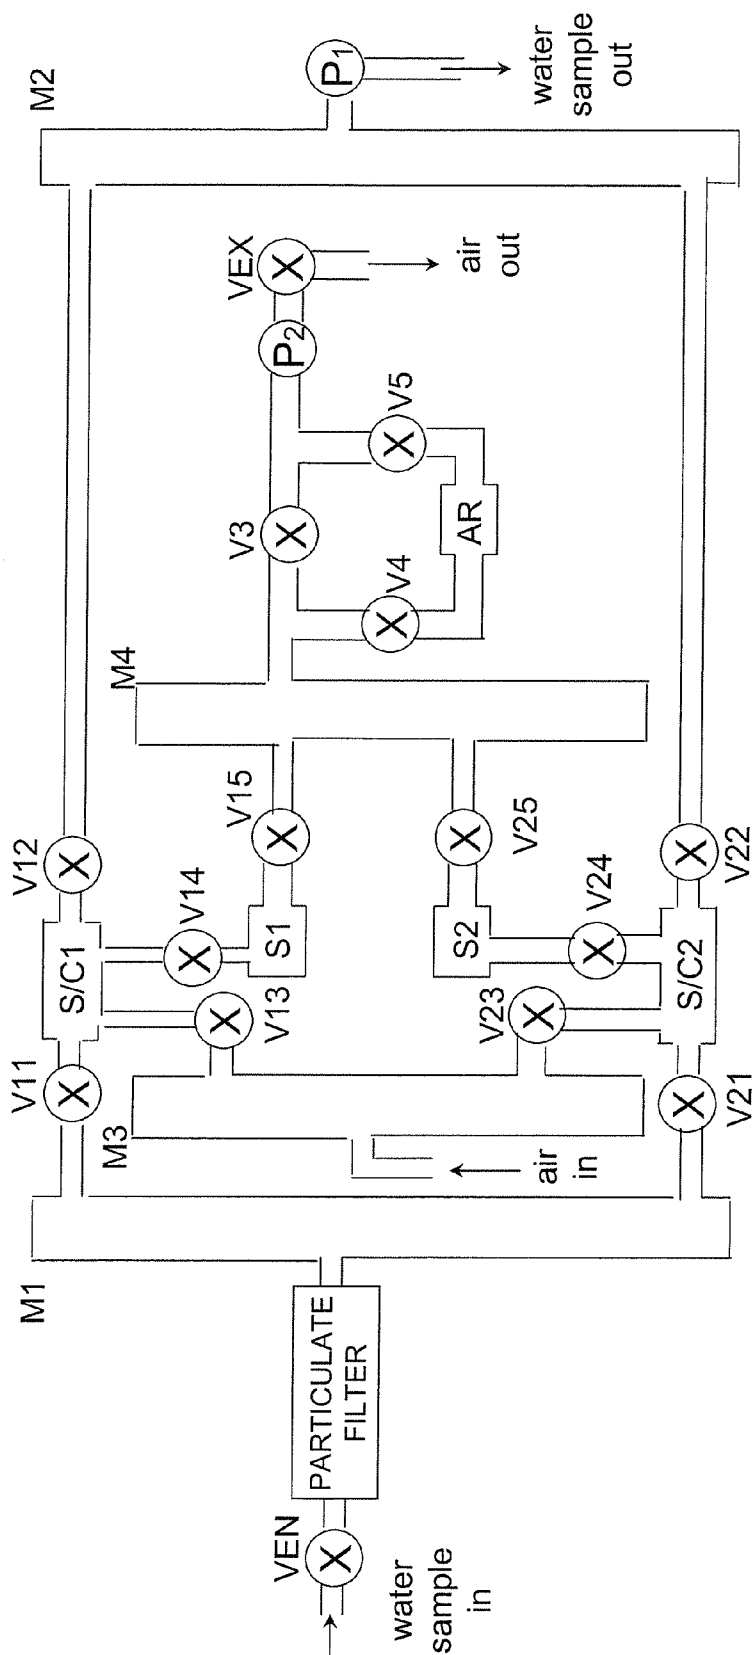 M1
M2
V11
S/C1
V12
M3
V13
V14
S1
V15
M4
V3
P2
VEX
air
out
P1
water
sample
out
V4
V5
AR
VEN
PARTICULATE
FILTER
water
sample
in
air
in
V23
S2
V25
V24
V21
S/C2
V22